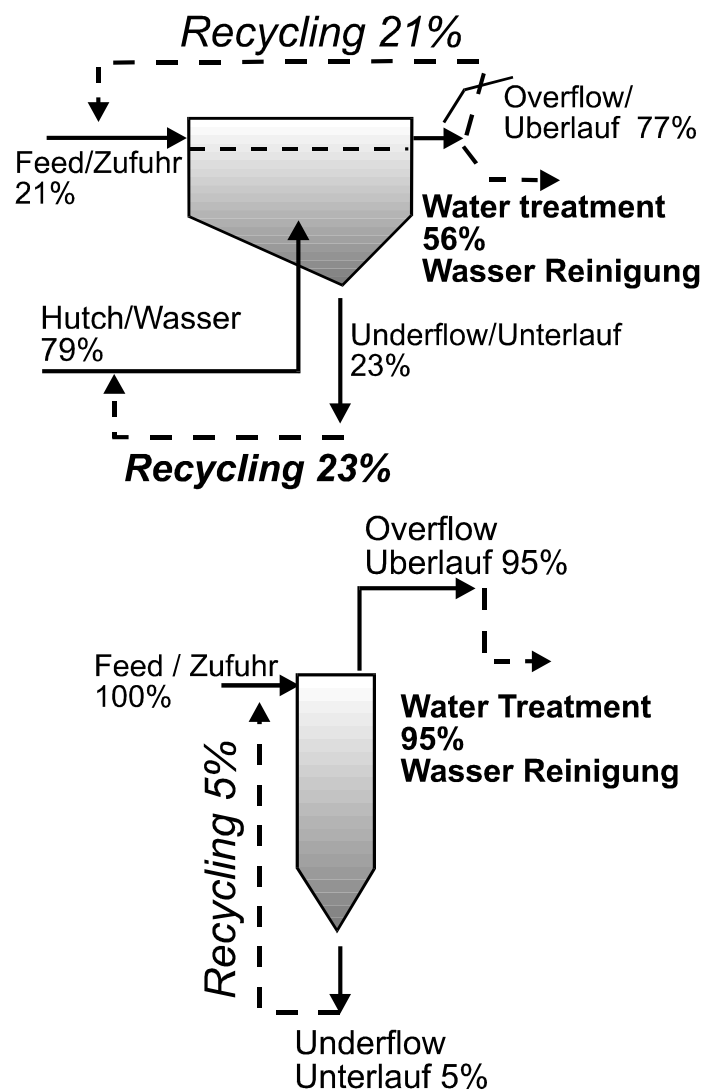 Recycling 21%
Overflow/
Uberlauf 77%
Feed/Zufuhr
21%
Water treatment
56%
Wasser Reinigung
Hutch/Wasser
79%
Underflow/Unterlauf
23%
Recycling 23%
Overflow
Uberlauf 95%
Feed / Zufuhr
100%
Water Treatment
95%
Wasser Reinigung
Recycling 5%
Underflow
Unterlauf 5%